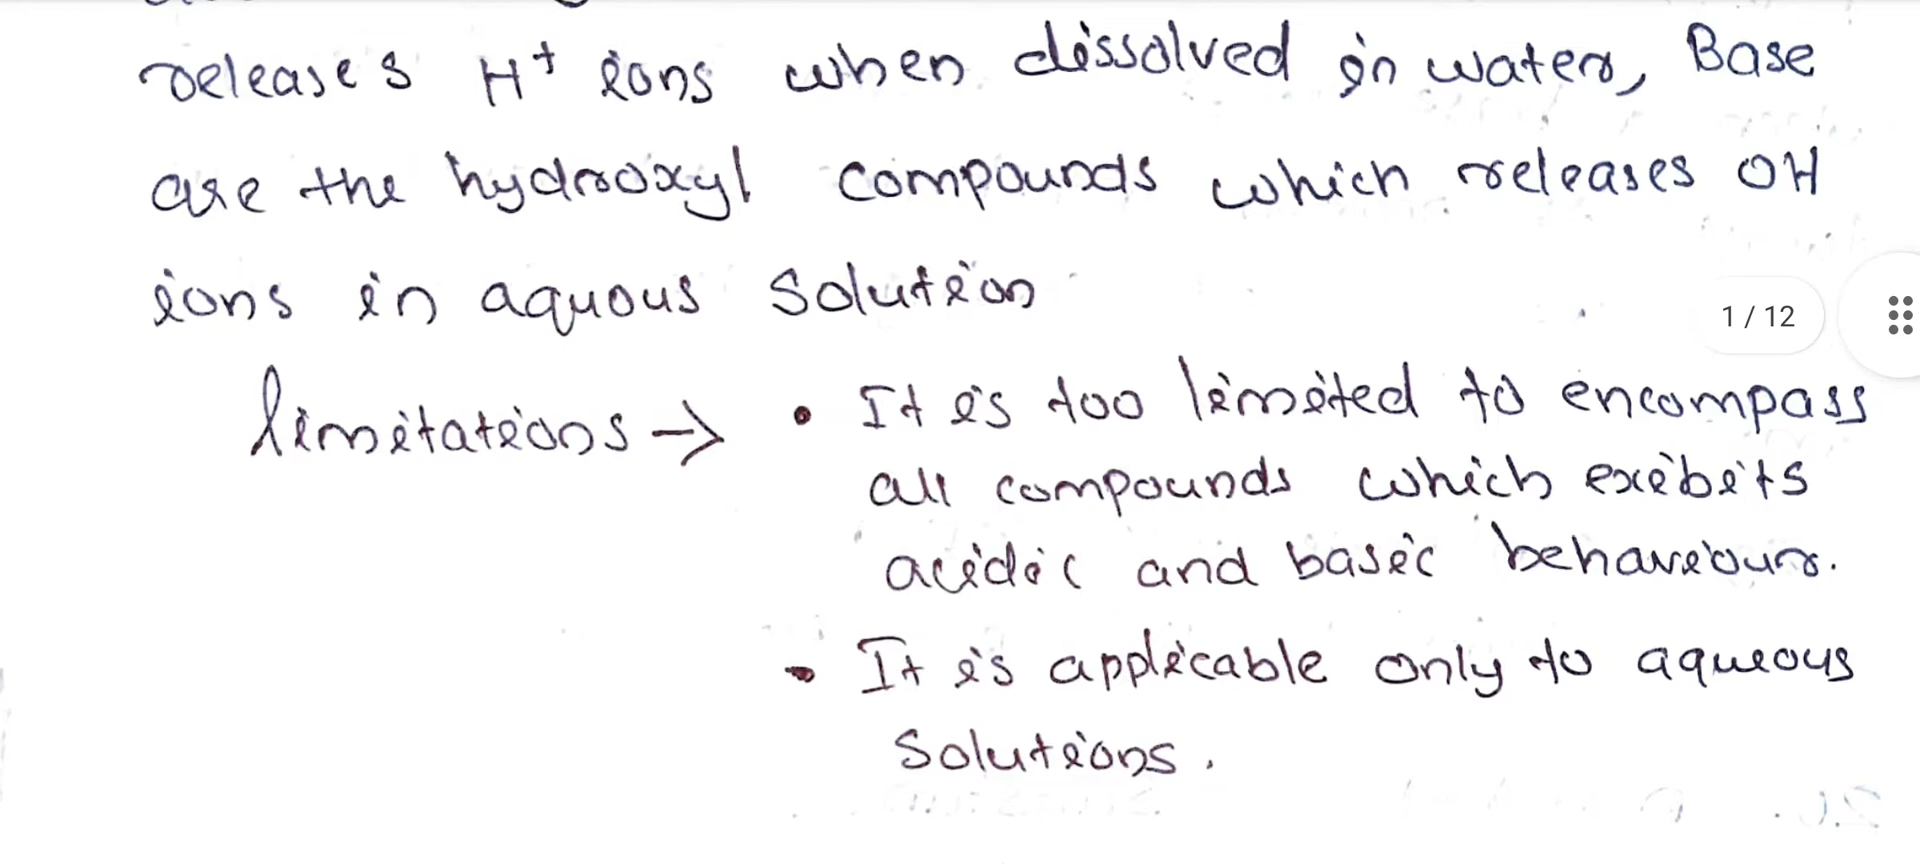 releases H+ ions when dissolved in water, Base
are the hydroxyl compounds which releases OH
ions in aquous solution
1 / 12
limitations → • It is too limited to encompass
all compounds which exibits
acidic and basic behaviour.
• It is applicable only to aqueous
solutions.